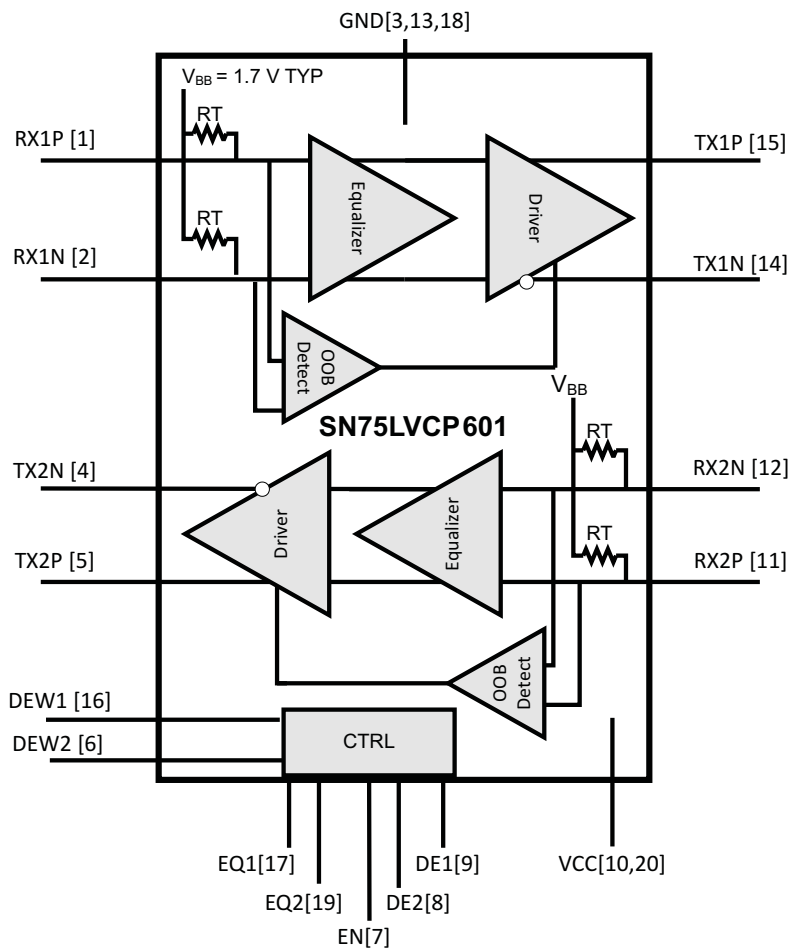 GND[3,13,18]
VBB = 1.7 V TYP
RT
RX1P [1]
TX1P [15]
Equalizer
Driver
RT
RX1N [2]
TX1N [14]
OOB
Detect
VBB
SN75LVCP601
RT
TX2N [4]
RX2N [12]
Driver
Equalizer
RT
TX2P [5]
RX2P [11]
OOB
Detect
DEW1 [16]
CTRL
DEW2 [6]
EQ1[17]
DE1[9]
VCC[10,20]
EQ2[19]
DE2[8]
EN[7]